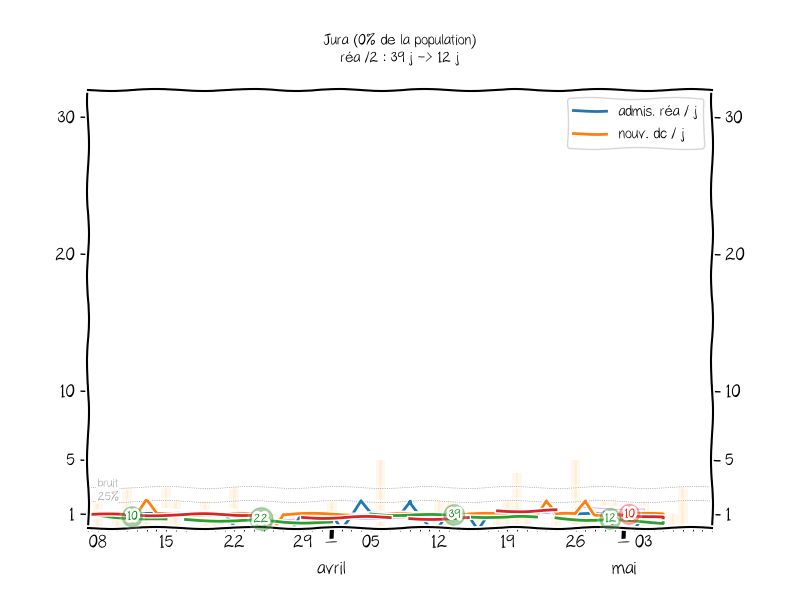 Jura (0% de la population)
réa /2 : 39 j -> 12 j
admis. réa / j
nouv. dc / j
30 30
20 20
10 10
5 5
bruit
25%
1 1
10 22 39 12 10
08 15 22 29 05 12 19 26 03
avril mai